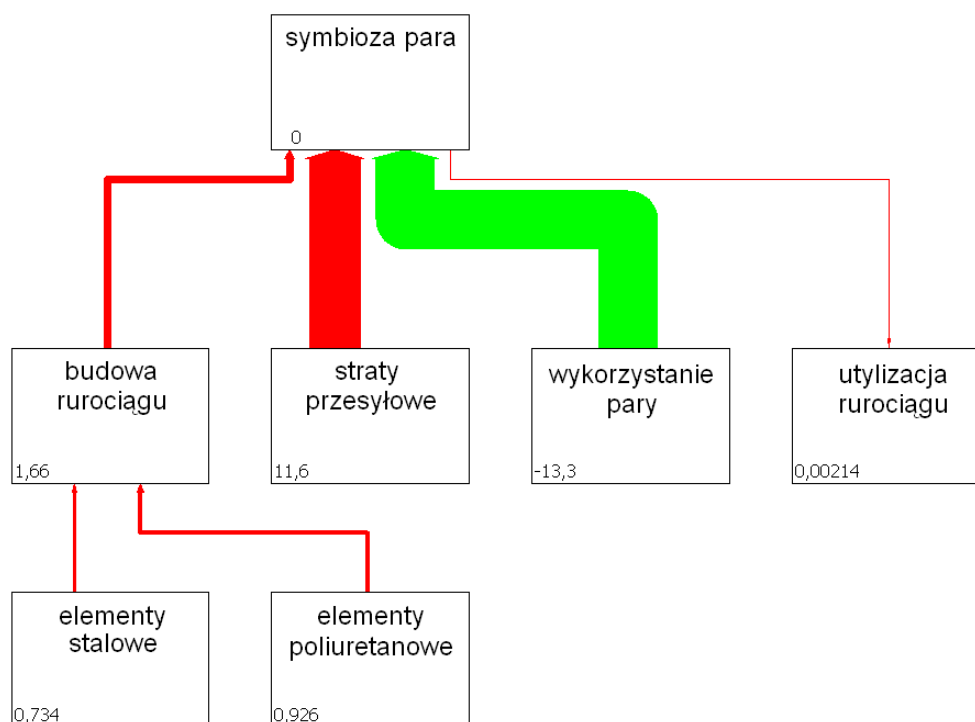 symbioza para
0
budowa
rurociągu
1,66
straty
przesyłowe
11,6
wykorzystanie
pary
-13,3
utylizacja
rurociągu
0,00214
elementy
stalowe
0,734
elementy
poliuretanowe
0,926